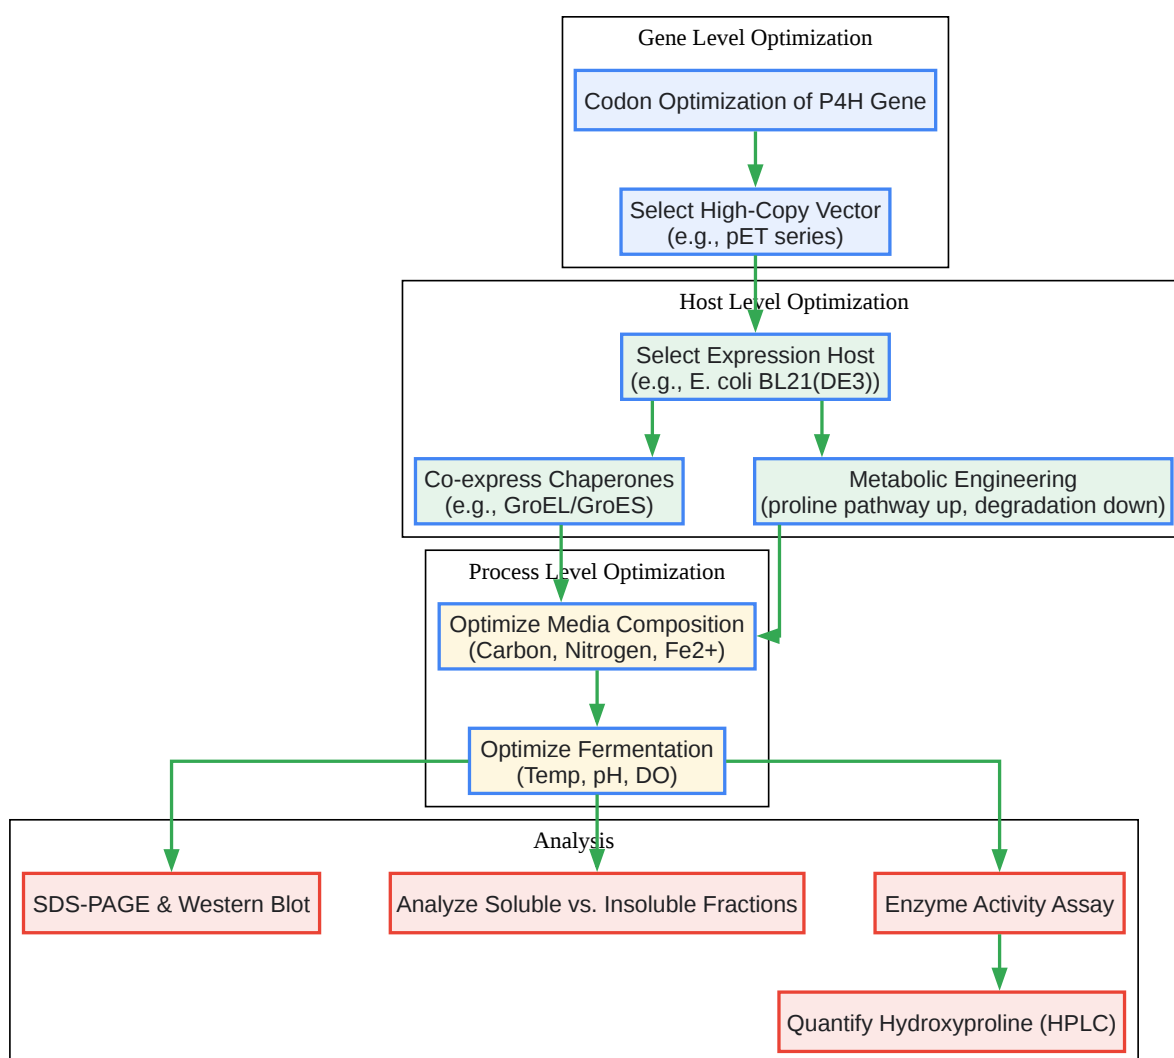 Gene Level Optimization
Codon Optimization of P4H Gene
Select High-Copy Vector
(e.g., pET series)
Host Level Optimization
Select Expression Host
(e.g., E. coli BL21(DE3))
Co-express Chaperones
(e.g., GroEL/GroES)
Metabolic Engineering
(proline pathway up, degradation down)
Process Level Optimization
Optimize Media Composition
(Carbon, Nitrogen, Fe2+)
Optimize Fermentation
(Temp, pH, DO)
Analysis
SDS-PAGE & Western Blot
Analyze Soluble vs. Insoluble Fractions
Enzyme Activity Assay
Quantify Hydroxyproline (HPLC)